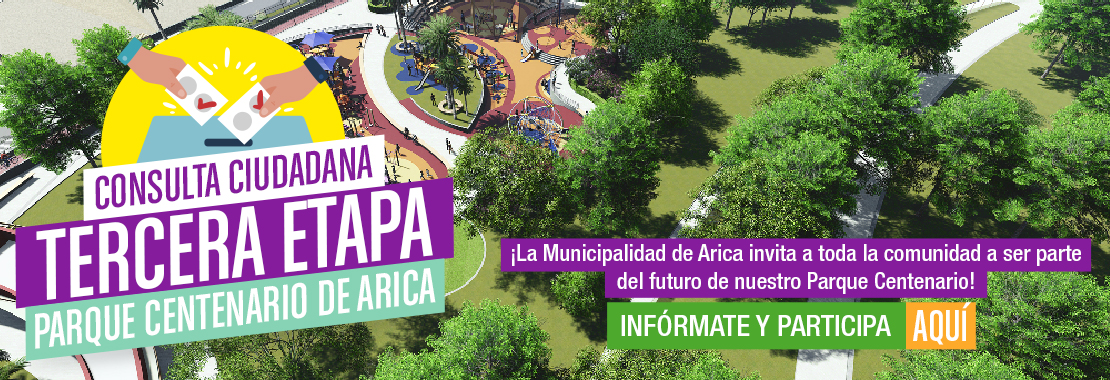 CONSULTA CIUDADANA
TERCERA ETAPA
PARQUE CENTENARIO DE ARICA
¡La Municipalidad de Arica invita a toda la comunidad a ser parte
del futuro de nuestro Parque Centenario!
INFÓRMATE Y PARTICIPA AQUÍ